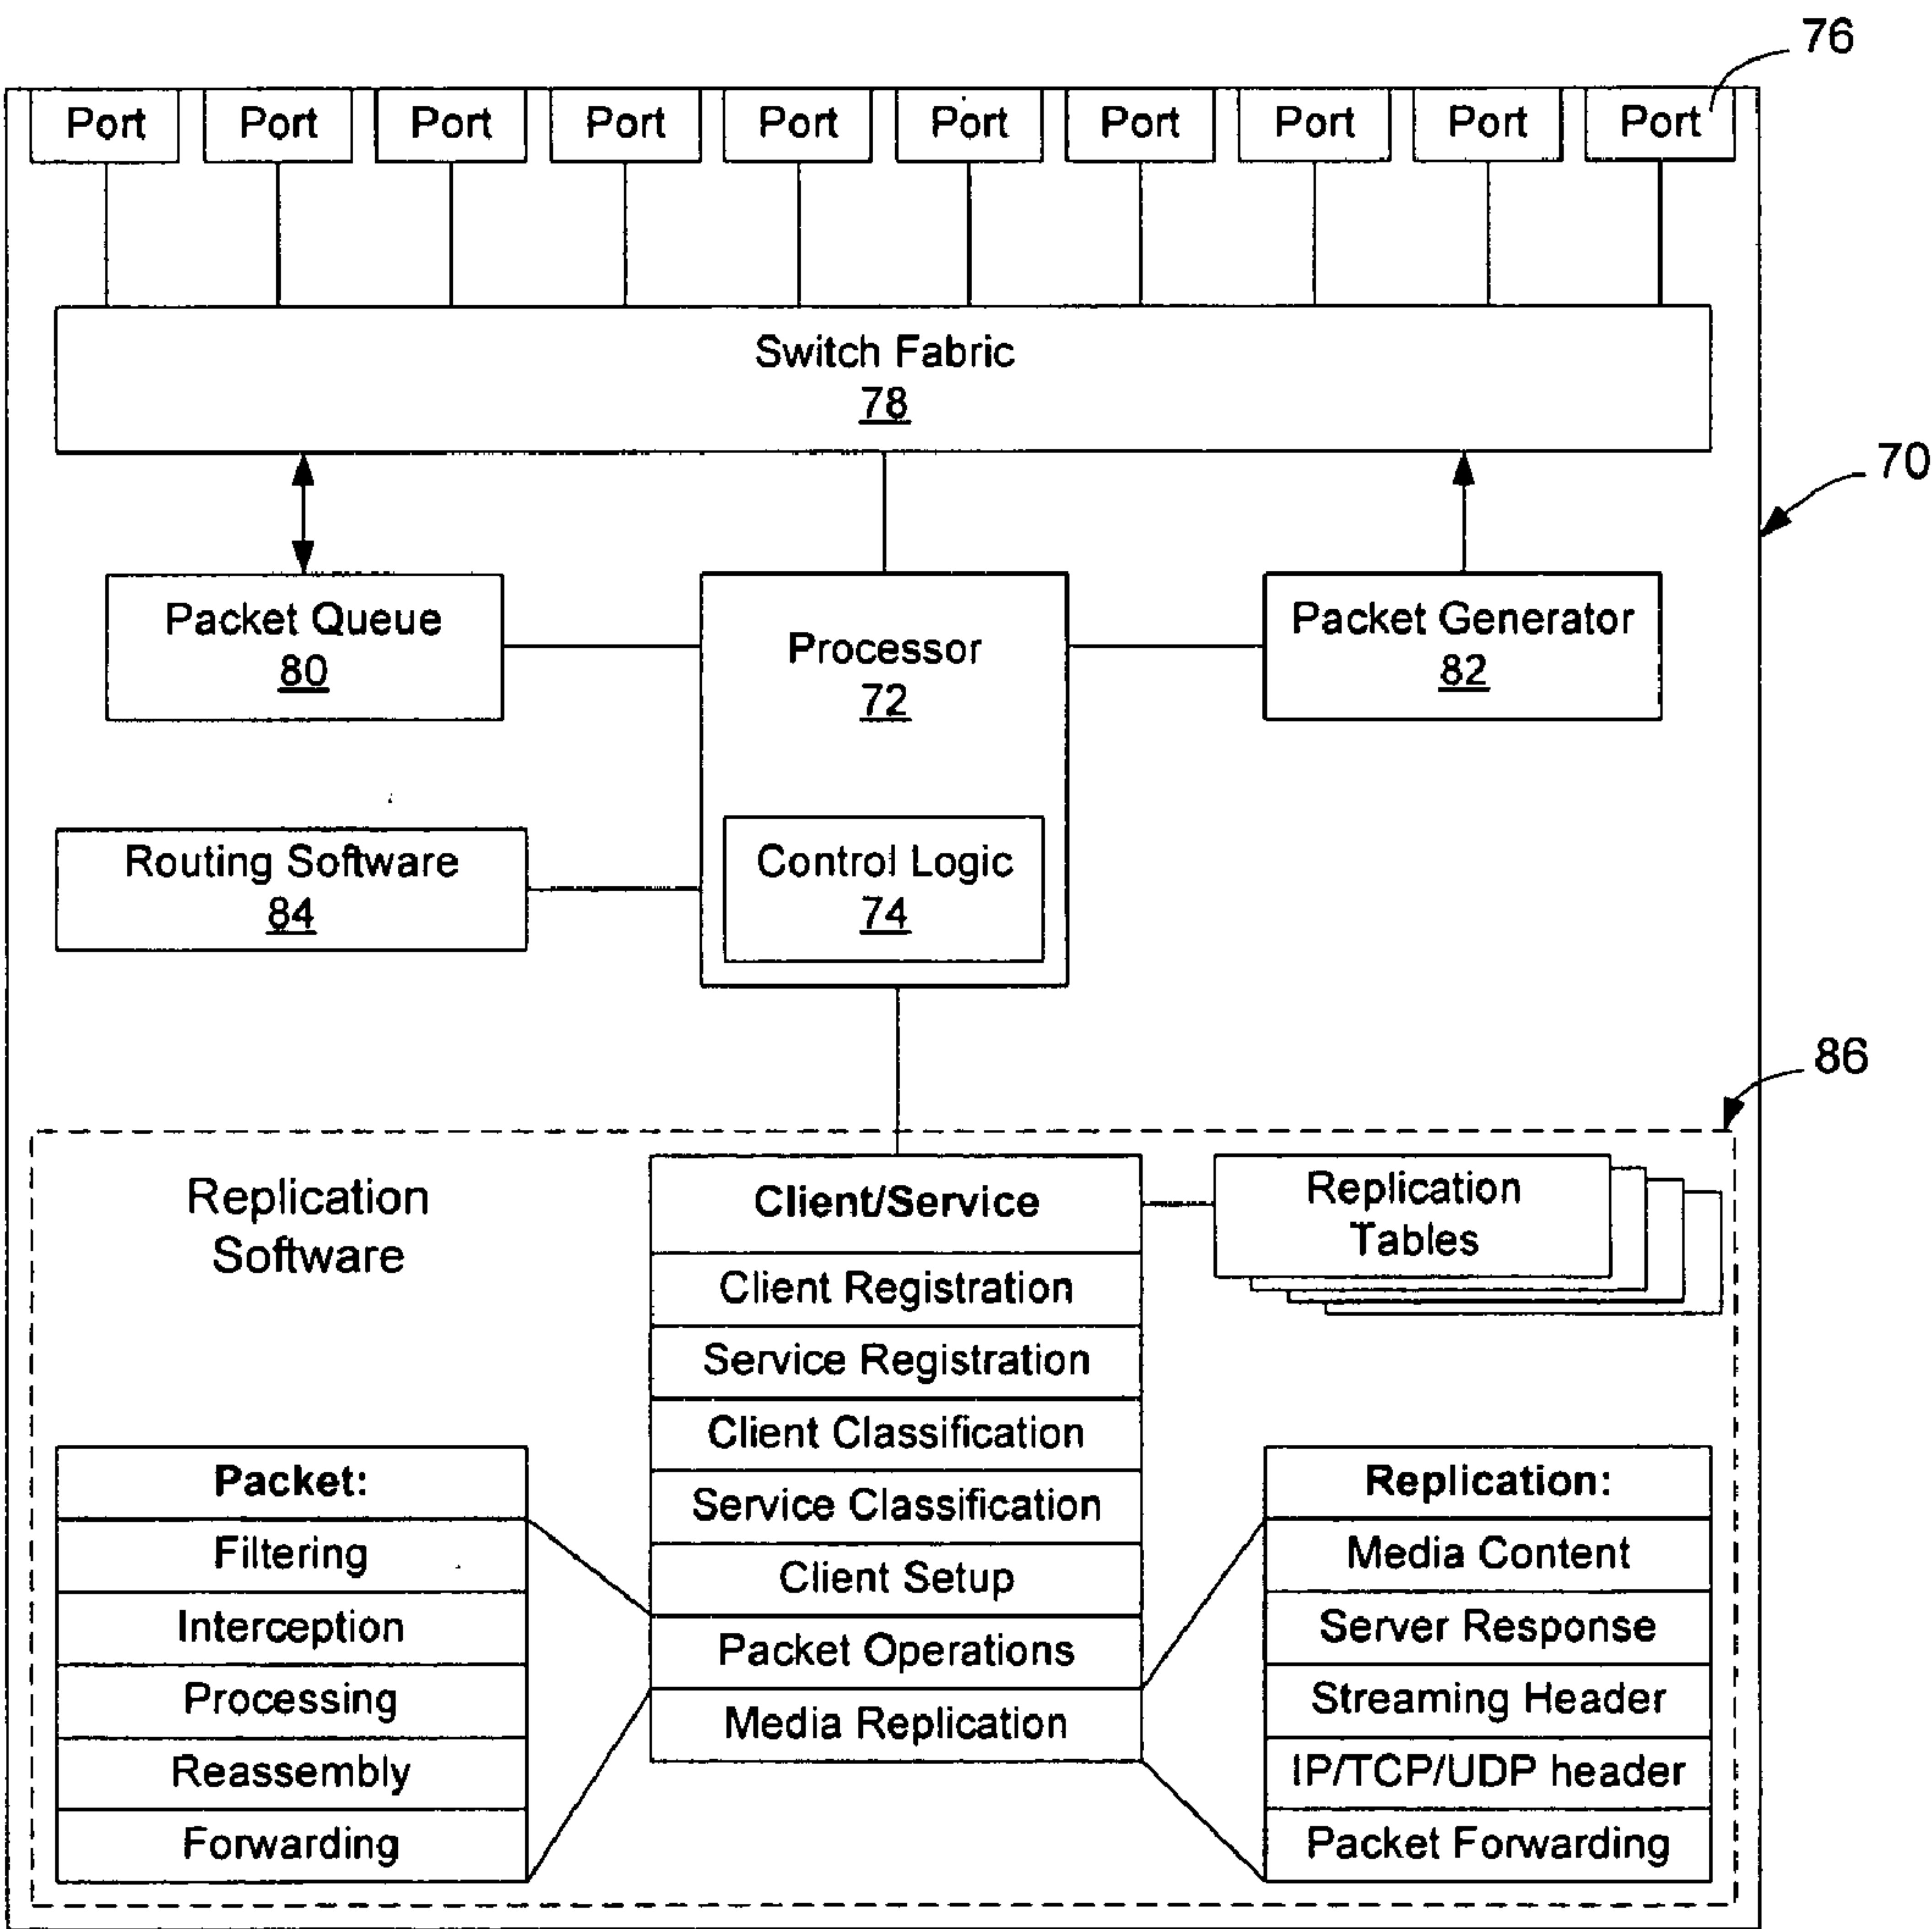 76
Port Port Port Port Port Port Port Port Port Port
Switch Fabric
78
70
Packet Queue
80
Processor
72
Packet Generator
82
Routing Software
84
Control Logic
74
86
Replication
Software
Client/Service
Client Registration
Service Registration
Client Classification
Service Classification
Client Setup
Packet Operations
Media Replication
Replication
Tables
Packet:
Filtering
Interception
Processing
Reassembly
Forwarding
Replication:
Media Content
Server Response
Streaming Header
IP/TCP/UDP header
Packet Forwarding